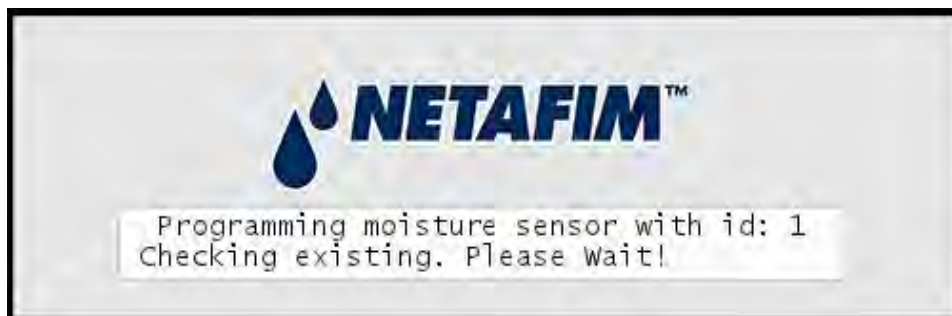 NETAFIM™
Programming moisture sensor with id: 1
Checking existing. Please Wait!